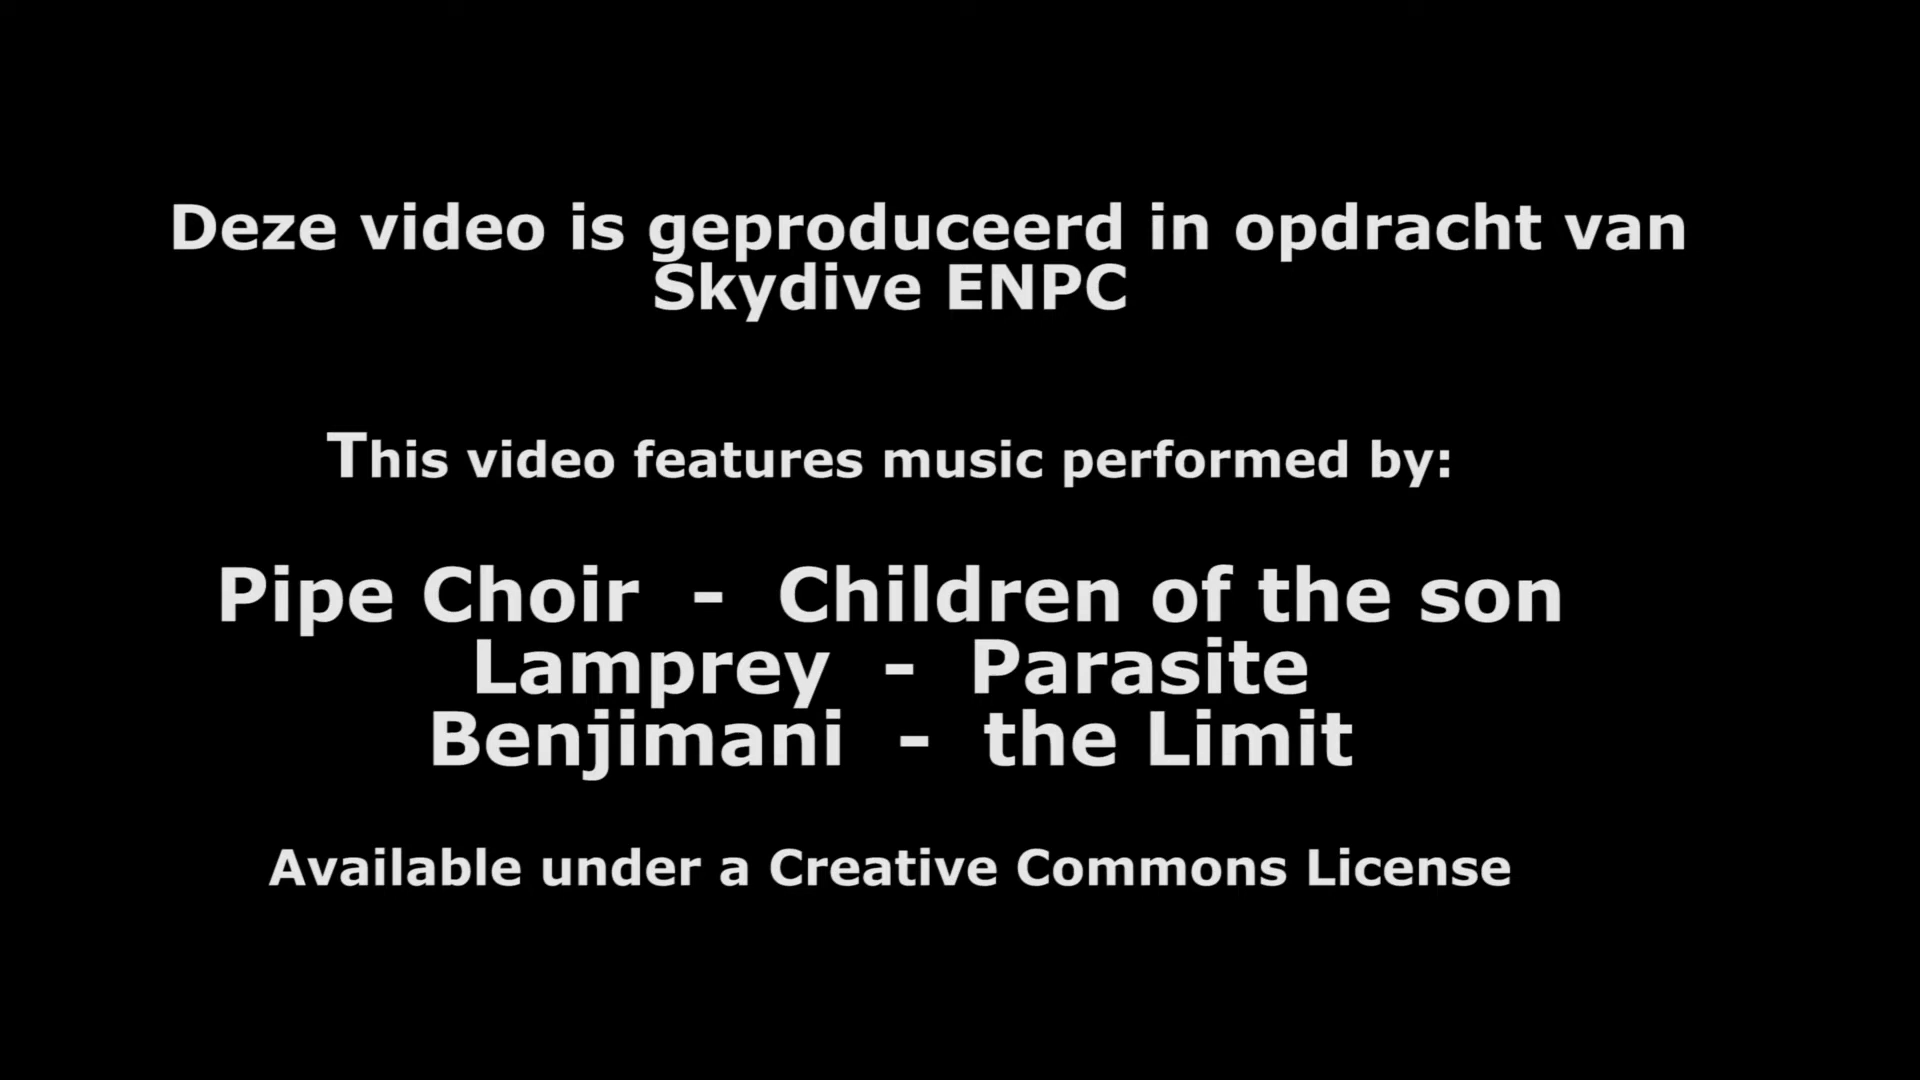 Deze video is geproduceerd in opdracht van
Skydive ENPC
This video features music performed by:
Pipe Choir - Children of the son
Lamprey - Parasite
Benjimani - the Limit
Available under a Creative Commons License